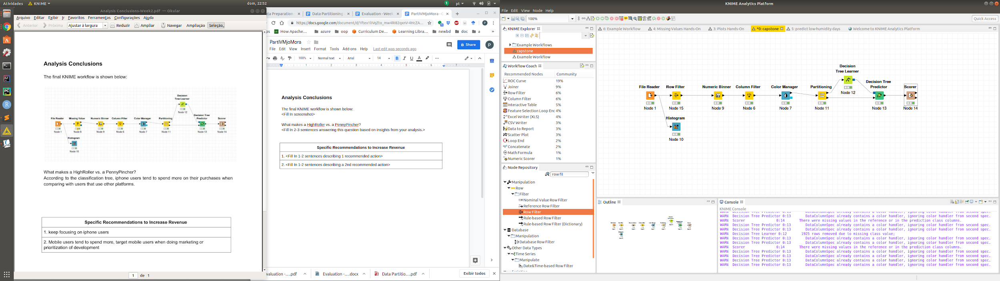 Atividades
KNIME
dom, 22:52
1
pt
Analysis Conclusions-Week2.pdf — Okular
Arquivo Editar Exibir Ir Favoritos Ferramentas Configurações Ajuda
Anterior Próxima Ajustar à largura Reduzir Ampliar Navegar Ampliação Seleção
Analysis Conclusions
The final KNIME workflow is shown below:
Decision
Tree Learner
Node 12
Decision Tree
File Reader Missing Value Numeric Binner Column Filter Color Manager Partitioning Predictor Scorer
Node 1 Node 8 Node 9 Node 6 Node 7 Node 11 Node 13 Node 14
Histogram
Node 10
What makes a HighRoller vs. a PennyPincher?
According to the classification tree, iphone users tend to spend more on their purchases when
comparing with users that use other platforms.
Specific Recommendations to Increase Revenue
1. keep focusing on iphone users
2. Mobile users tend to spend more, target mobile users when doing marketing or
prioritization of development
1 de 1
ata Preparation - Data Partitioning Evaluation - Week PartIVMjoMora - G
https://docs.google.com/document/d/1ftex1lIVqZto_mw4RI82qxnV-4HcZA...
P
ps How Apache... azure oop Curriculum De... Learning Libra... newbd doc a »
PartIVMjoMora
Share
P
File Edit View Insert Format Tools Add-ons Help Last edit was seconds ago
100% Normal text Arial 14 B I U A
1 2 3 4 5 6 7
Analysis Conclusions
The final KNIME workflow is shown below:
<Fill In screenshot>
What makes a HighRoller vs. a PennyPincher?
<Fill In 2-3 sentences answering this question based on insights from your analysis.>
Specific Recommendations to Increase Revenue
1. <Fill In 1-2 sentences describing 1 recommended action>
2. <Fill In 1-2 sentences describing a 2nd recommended action>
valuation -....pdf Evaluation -....docx Data Partitio....pdf Exibir todos
KNIME Analytics Platform
File Edit View Node Help
100%
Quick Access
KNIME Explorer
Example Workflows
capstone
Example Workflow
Workflow Coach
Recommended Nodes Community
ROC Curve 19%
Joiner 9%
Row Filter 6%
Column Filter 6%
Interactive Table 5%
Feature Selection Loop Enc 4%
Excel Writer (XLS) 4%
CSV Writer 3%
Data to Report 3%
Scatter Plot 3%
Loop End 2%
Concatenate 2%
Math Formula 1%
Numeric Scorer 1%
Node Repository
row fil
Manipulation
Row
Filter
Nominal Value Row Filter
Reference Row Filter
Row Filter
Rule-based Row Filter
Rule-based Row Filter (Dictionary)
Database
Manipulation
Database Row Filter
Other Data Types
Time Series
Manipulate
Date&Time-based Row Filter
6: Example Workflow 4: Missing Values Hands-On 3: Plots Hands-On *0: capstone 5: predict low-humidity days Welcome to KNIME Analytics Platform
Decision
Tree Learner
Node 12
Decision Tree
File Reader Row Filter Numeric Binner Column Filter Color Manager Partitioning Predictor Scorer
Node 1 Node 15 Node 9 Node 6 Node 7 Node 11 Node 13 Node 14
Histogram
Node 10
Outline
Console
KNIME Console
WARN Decision Tree Predictor 0:13 DataColumnSpec already contains a color handler, ignoring color handler from second spec.
WARN Decision Tree Predictor 0:13 DataColumnSpec already contains a color handler, ignoring color handler from second spec.
WARN Scorer 0:14 There were missing values in the reference or in the prediction class columns.
WARN Decision Tree Predictor 0:13 DataColumnSpec already contains a color handler, ignoring color handler from second spec.
WARN Decision Tree Predictor 0:13 DataColumnSpec already contains a color handler, ignoring color handler from second spec.
WARN Decision Tree Learner 0:12 1925 rows removed due to missing class value;
WARN Decision Tree Predictor 0:13 DataColumnSpec already contains a color handler, ignoring color handler from second spec.
WARN Decision Tree Predictor 0:13 DataColumnSpec already contains a color handler, ignoring color handler from second spec.
WARN Scorer 0:14 There were missing values in the reference or in the prediction class columns.
WARN Decision Tree Predictor 0:13 DataColumnSpec already contains a color handler, ignoring color handler from second spec.
WARN Decision Tree Predictor 0:13 DataColumnSpec already contains a color handler, ignoring color handler from second spec.
WARN Decision Tree Predictor 0:13 DataColumnSpec already contains a color handler, ignoring color handler from second spec.
WARN Decision Tree Predictor 0:13 DataColumnSpec already contains a color handler, ignoring color handler from second spec.